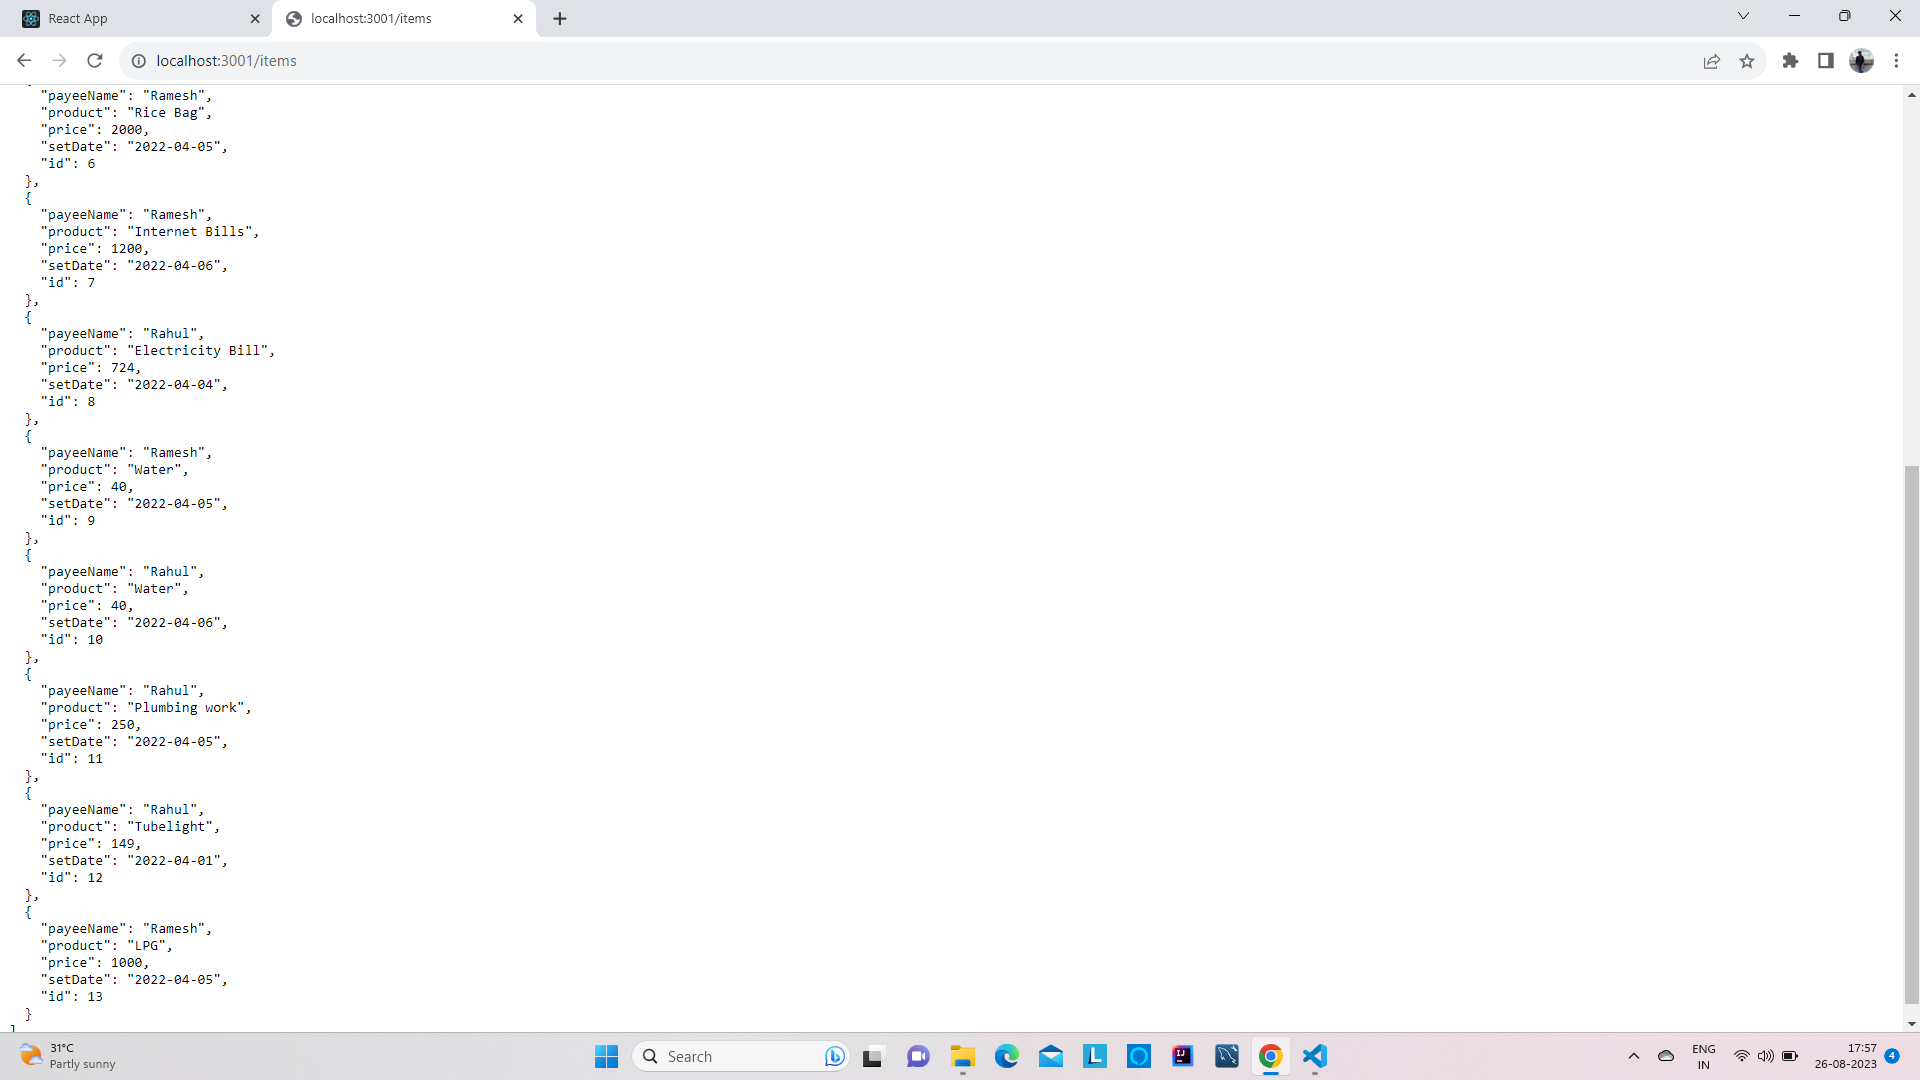 React App
localhost:3001/items
localhost:3001/items
"payeeName": "Ramesh",
"product": "Rice Bag",
"price": 2000,
"setDate": "2022-04-05",
"id": 6
},
{
"payeeName": "Ramesh",
"product": "Internet Bills",
"price": 1200,
"setDate": "2022-04-06",
"id": 7
},
{
"payeeName": "Rahul",
"product": "Electricity Bill",
"price": 724,
"setDate": "2022-04-04",
"id": 8
},
{
"payeeName": "Ramesh",
"product": "Water",
"price": 40,
"setDate": "2022-04-05",
"id": 9
},
{
"payeeName": "Rahul",
"product": "Water",
"price": 40,
"setDate": "2022-04-06",
"id": 10
},
{
"payeeName": "Rahul",
"product": "Plumbing work",
"price": 250,
"setDate": "2022-04-05",
"id": 11
},
{
"payeeName": "Rahul",
"product": "Tubelight",
"price": 149,
"setDate": "2022-04-01",
"id": 12
},
{
"payeeName": "Ramesh",
"product": "LPG",
"price": 1000,
"setDate": "2022-04-05",
"id": 13
}
]
31°C
Partly sunny
Search
L
IJ
ENG
IN
17:57
26-08-2023
4